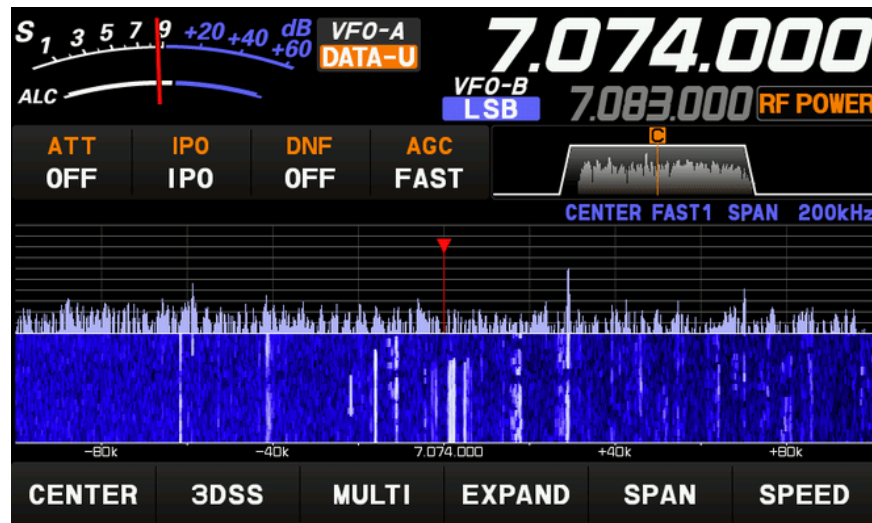 S 1 3 5 7 9 +20 +40 +60 dB
VFO-A
DATA-U
7.074.000
ALC
VFO-B
LSB
7.083.000
RF POWER
ATT IPO DNF AGC
OFF IPO OFF FAST
C
CENTER FAST1 SPAN 200kHz
-80k -40k 7.074.000 +40k +80k
CENTER 3DSS MULTI EXPAND SPAN SPEED